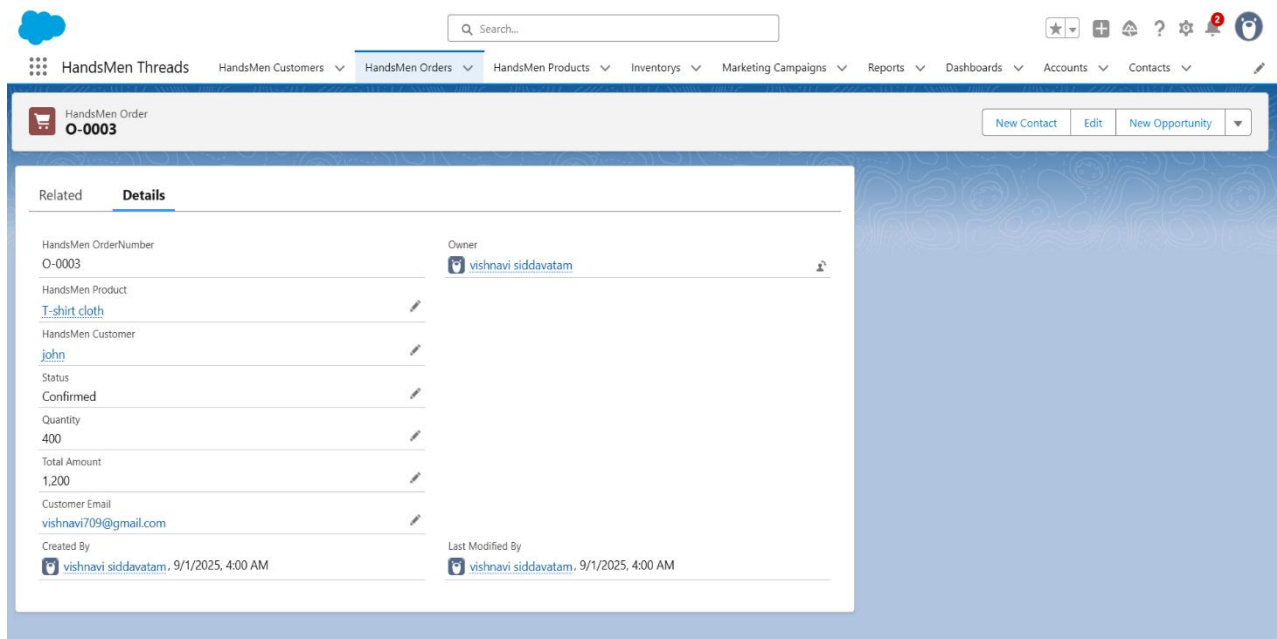 Search...
2
HandsMen Threads HandsMen Customers HandsMen Orders HandsMen Products Inventorys Marketing Campaigns Reports Dashboards Accounts Contacts
HandsMen Order
O-0003
New Contact Edit New Opportunity
Related Details
HandsMen OrderNumber
O-0003
Owner
vishnavi siddavatam
HandsMen Product
T-shirt cloth
HandsMen Customer
john
Status
Confirmed
Quantity
400
Total Amount
1,200
Customer Email
vishnavi709@gmail.com
Created By
vishnavi siddavatam, 9/1/2025, 4:00 AM
Last Modified By
vishnavi siddavatam, 9/1/2025, 4:00 AM